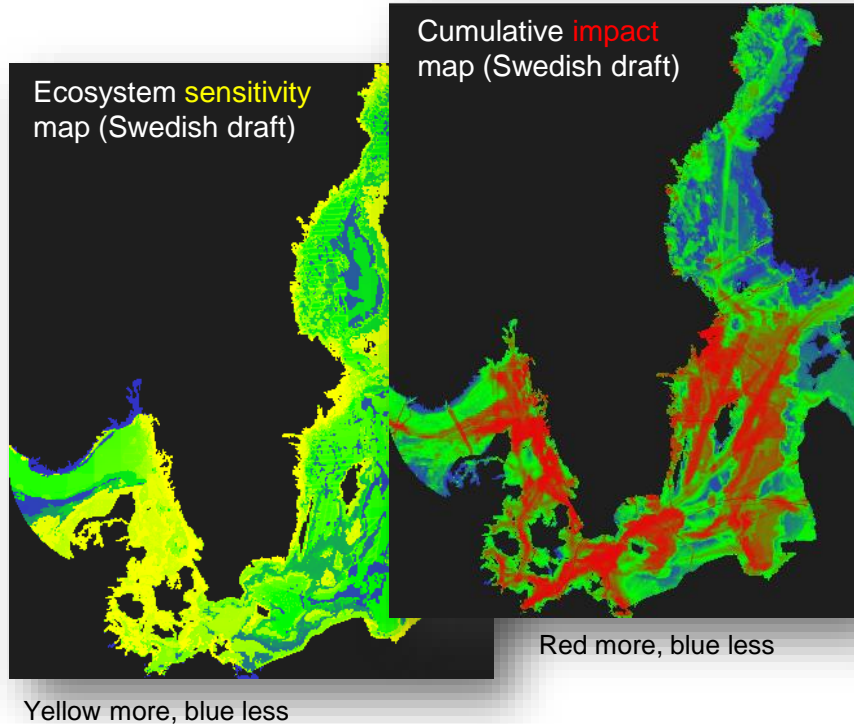 Ecosystem sensitivity
map (Swedish draft)
Cumulative impact
map (Swedish draft)
Red more, blue less
Yellow more, blue less